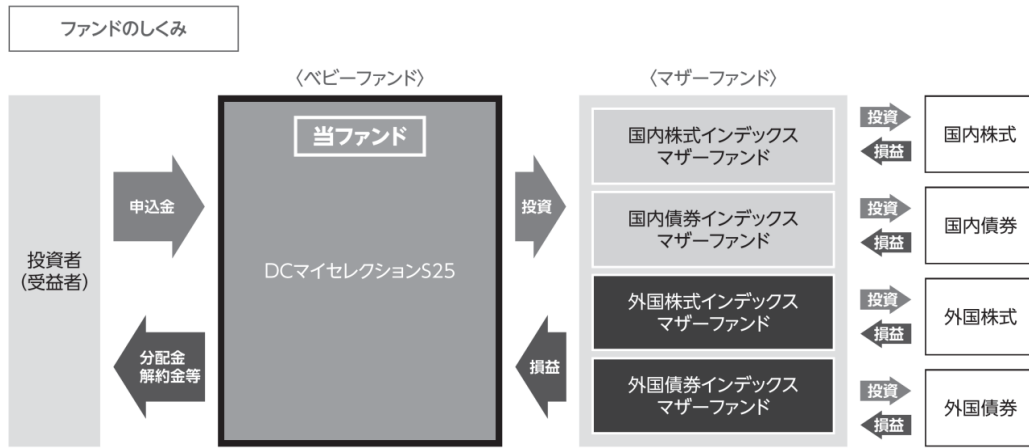 ファンドのしくみ
〈ベビーファンド〉
〈マザーファンド〉
投資者
(受益者)
申込金
分配金
解約金等
当ファンド
DCマイセレクションS25
投資
損益
国内株式インデックス
マザーファンド
国内債券インデックス
マザーファンド
外国株式インデックス
マザーファンド
外国債券インデックス
マザーファンド
投資
損益
国内株式
投資
損益
国内債券
投資
損益
外国株式
投資
損益
外国債券